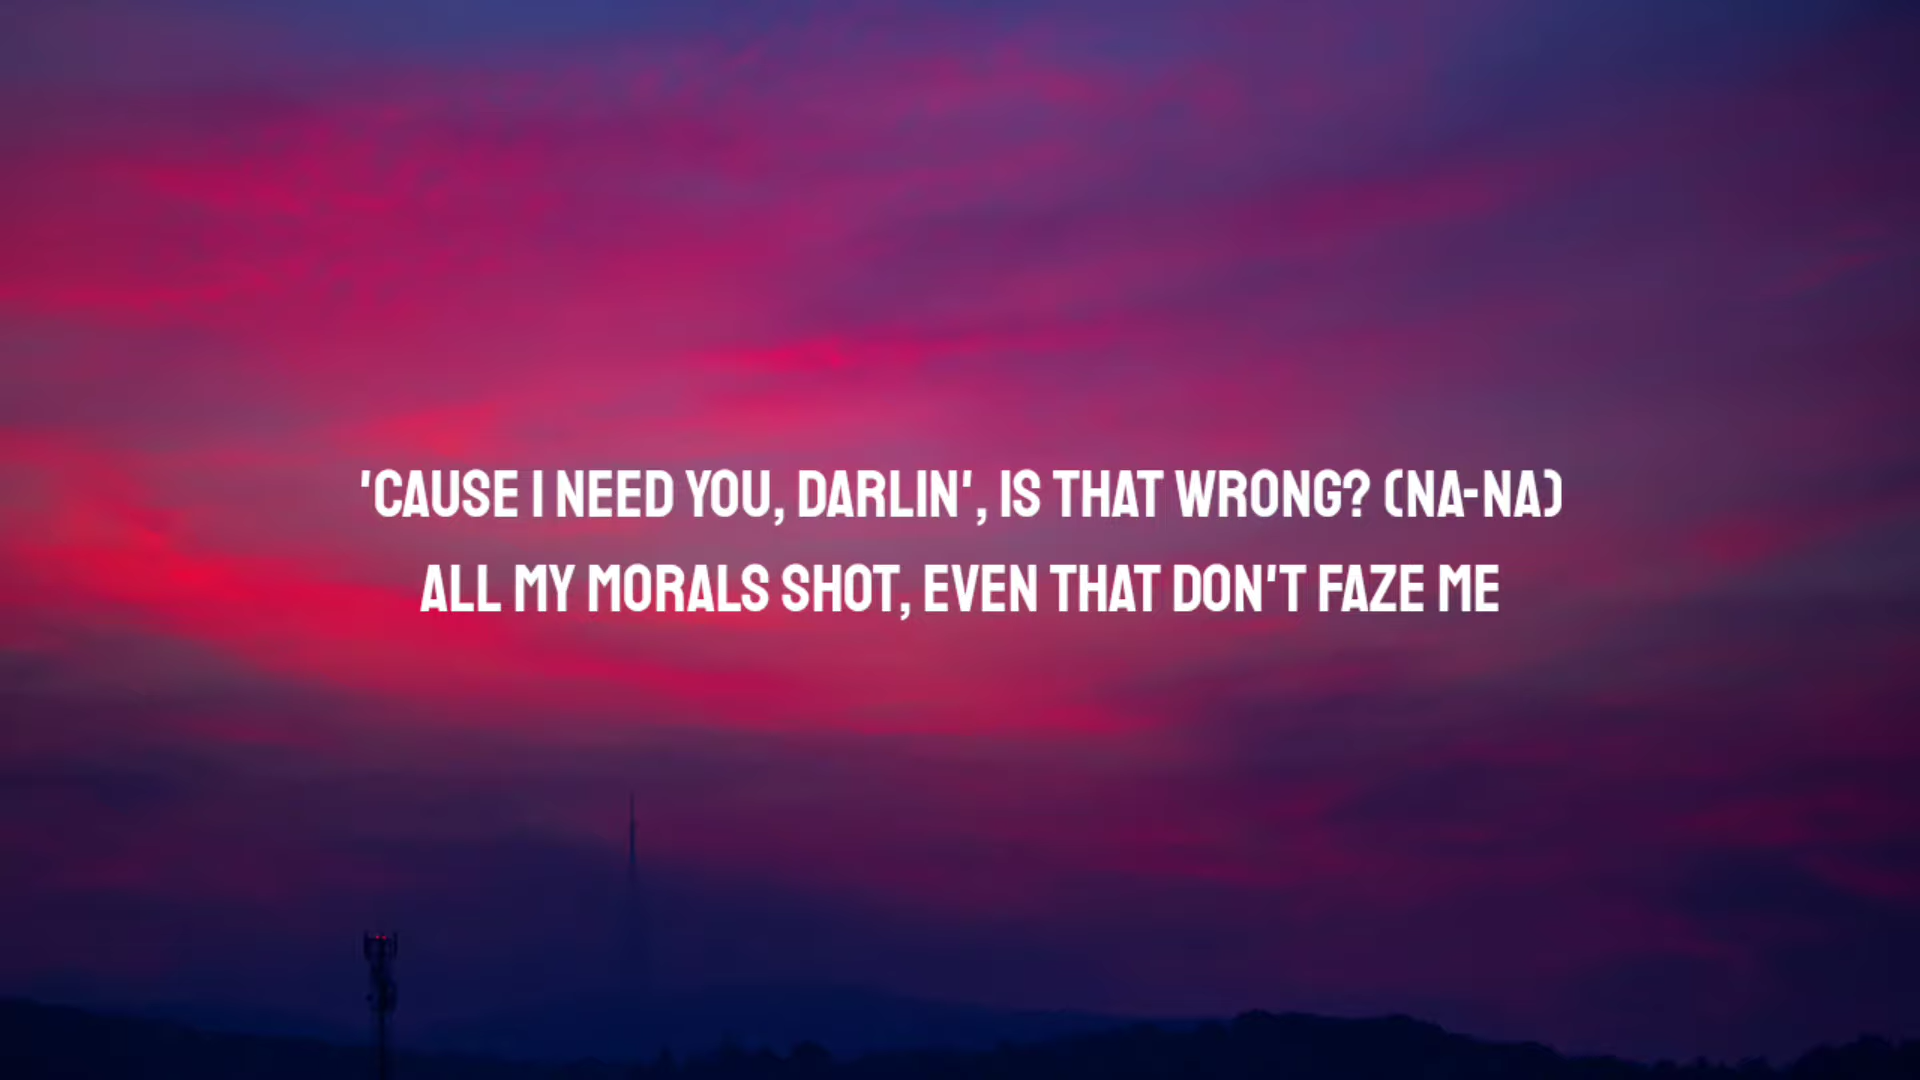 'CAUSE I NEED YOU, DARLIN', IS THAT WRONG? (NA-NA)
ALL MY MORALS SHOT, EVEN THAT DON'T FAZE ME